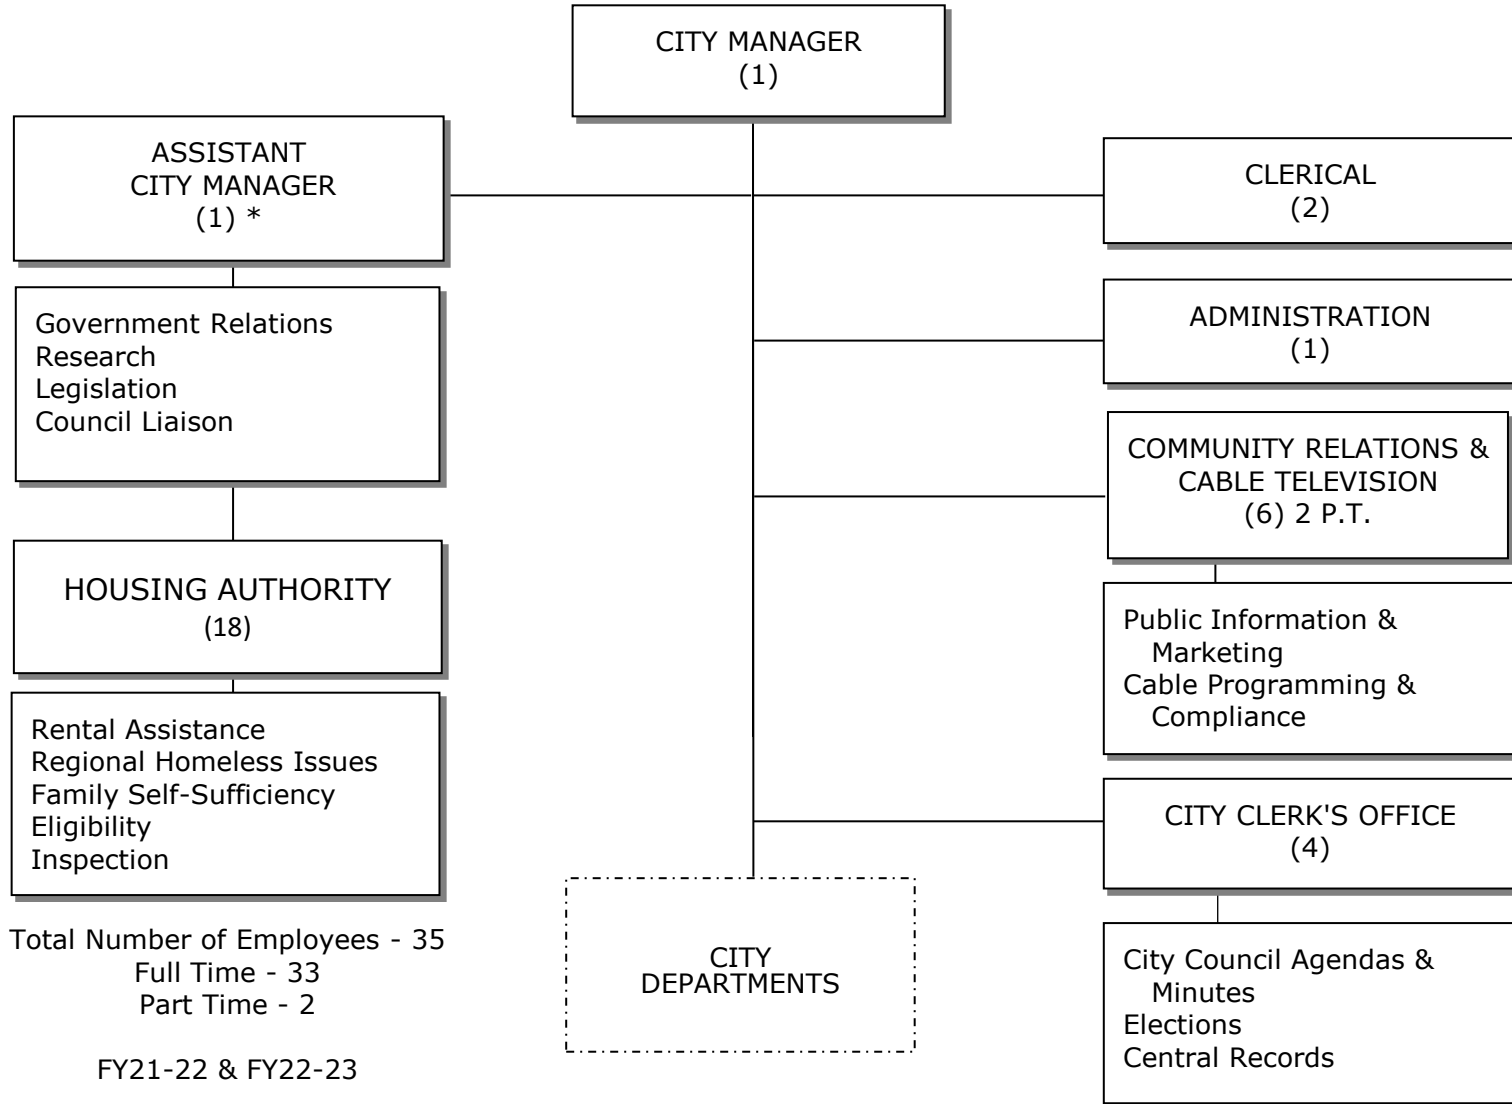 CITY MANAGER
(1)
ASSISTANT
CITY MANAGER
(1) *
Government Relations
Research
Legislation
Council Liaison
HOUSING AUTHORITY
(18)
Rental Assistance
Regional Homeless Issues
Family Self-Sufficiency
Eligibility
Inspection
Total Number of Employees - 35
Full Time - 33
Part Time - 2
FY21-22 & FY22-23
CITY
DEPARTMENTS
CLERICAL
(2)
ADMINISTRATION
(1)
COMMUNITY RELATIONS &
CABLE TELEVISION
(6) 2 P.T.
Public Information &
Marketing
Cable Programming &
Compliance
CITY CLERK'S OFFICE
(4)
City Council Agendas &
Minutes
Elections
Central Records